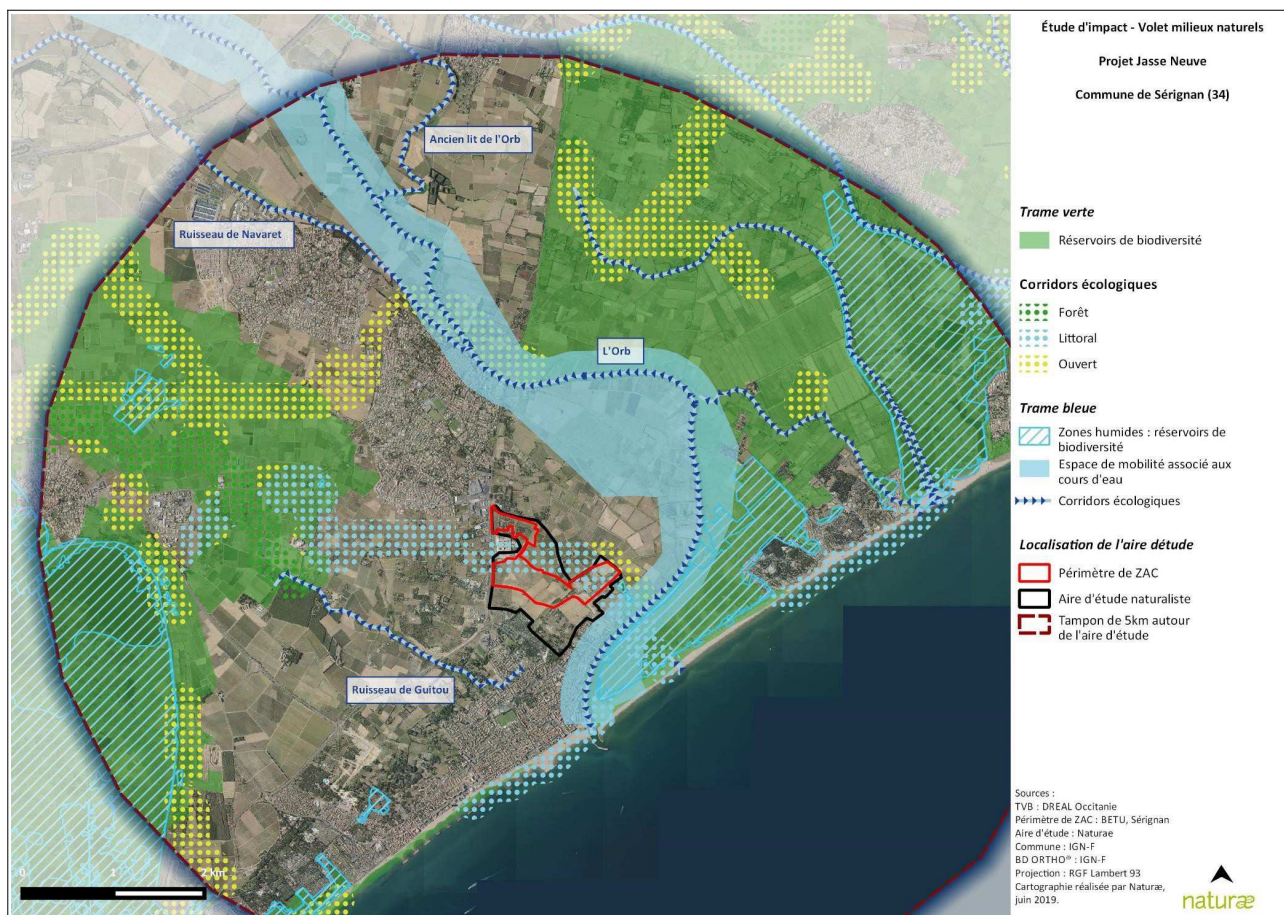 Étude d'impact - Volet milieux naturels
Projet Jasse Neuve
Commune de Sérignan (34)
Ancien lit de l'Orb
Ruisseau de Navaret
L'Orb
Ruisseau de Guitou
0 1 2 km
Trame verte
Réservoirs de biodiversité
Corridors écologiques
Forêt
Littoral
Ouvert
Trame bleue
Zones humides : réservoirs de
biodiversité
Espace de mobilité associé aux
cours d'eau
Corridors écologiques
Localisation de l'aire détude
Périmètre de ZAC
Aire d'étude naturaliste
Tampon de 5km autour
de l'aire d'étude
Sources :
TVB : DREAL Occitanie
Périmètre de ZAC : BETU, Sérignan
Aire d'étude : Naturae
Commune : IGN-F
BD ORTHO® : IGN-F
Projection : RGF Lambert 93
Cartographie réalisée par Naturæ,
juin 2019.
naturæ